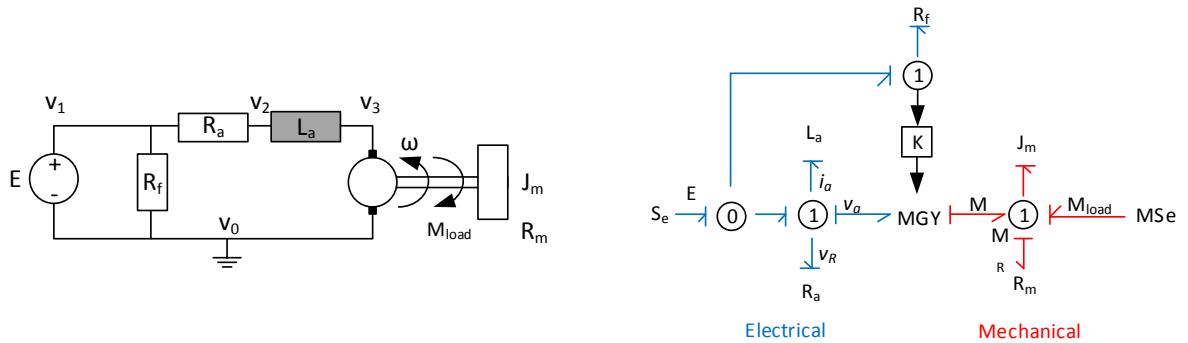 v1
v2
v3
Ra
La
E
+
-
Rf
ω
Jm
Mload
Rm
v0
Rf
1
La
K
Jm
ia
E
Se
0
1
va
MGY
M
1
Mload
MSe
vR
M
R
Ra
Rm
Electrical
Mechanical